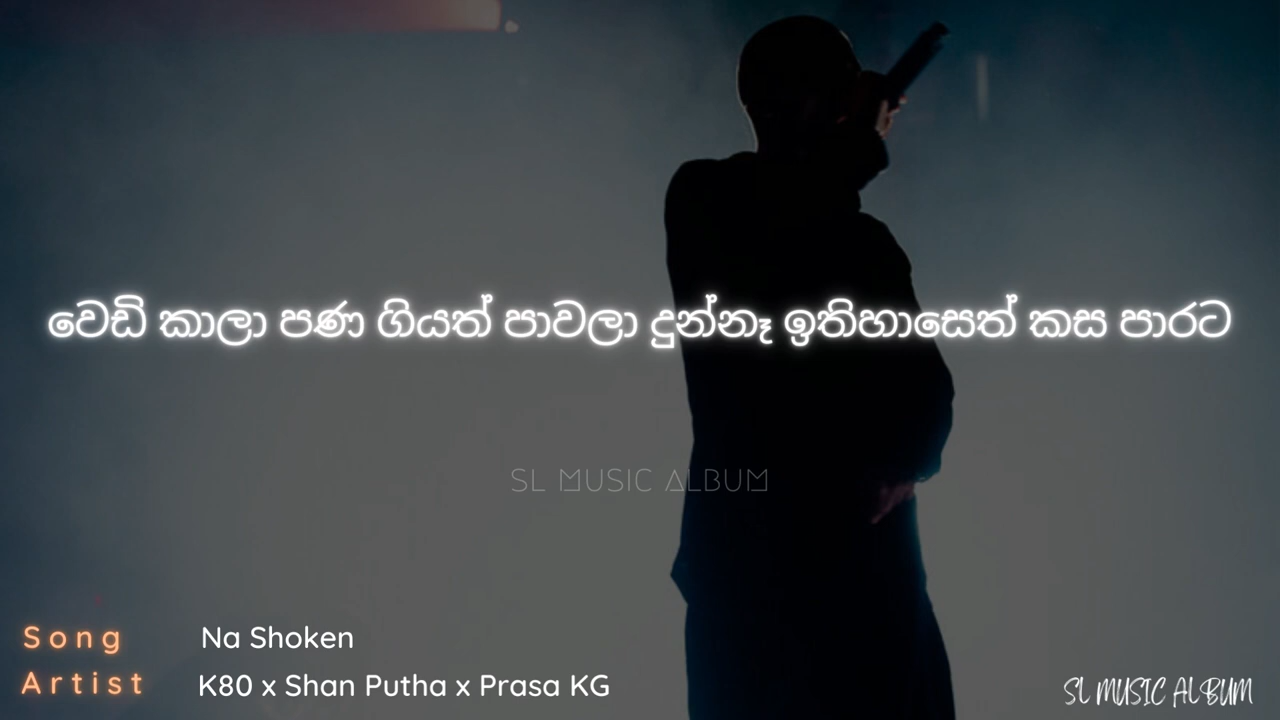 වෙඩි කාලා පණ ගියත් පාවලා දුන්නෑ ඉතිහාසෙත් කස පාරට
SL MUSIC ALBUM
Song Na Shoken
Artist K80 x Shan Putha x Prasa KG
SL MUSIC ALBUM